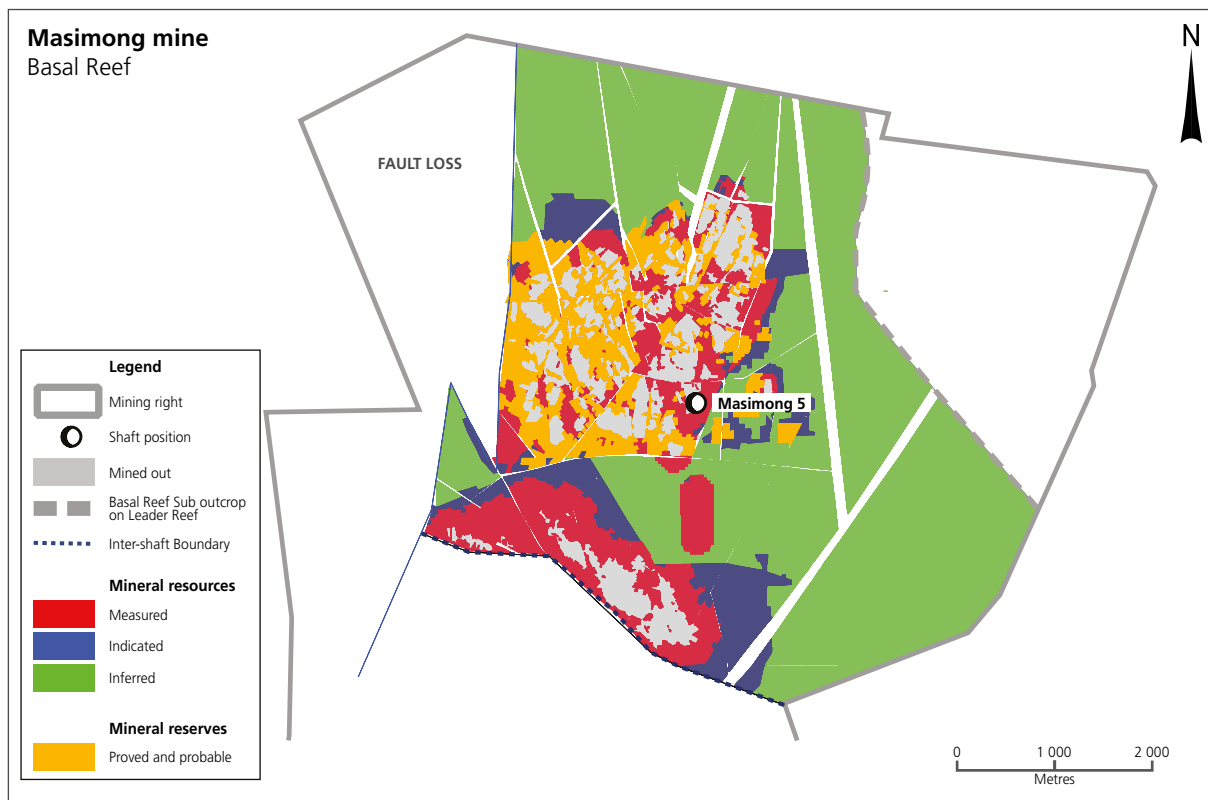 Masimong mine
Basal Reef
N
FAULT LOSS
Masimong 5
Legend
Mining right
Shaft position
Mined out
Basal Reef Sub outcrop
on Leader Reef
Inter-shaft Boundary
Mineral resources
Measured
Indicated
Inferred
Mineral reserves
Proved and probable
0 1 000 2 000
Metres